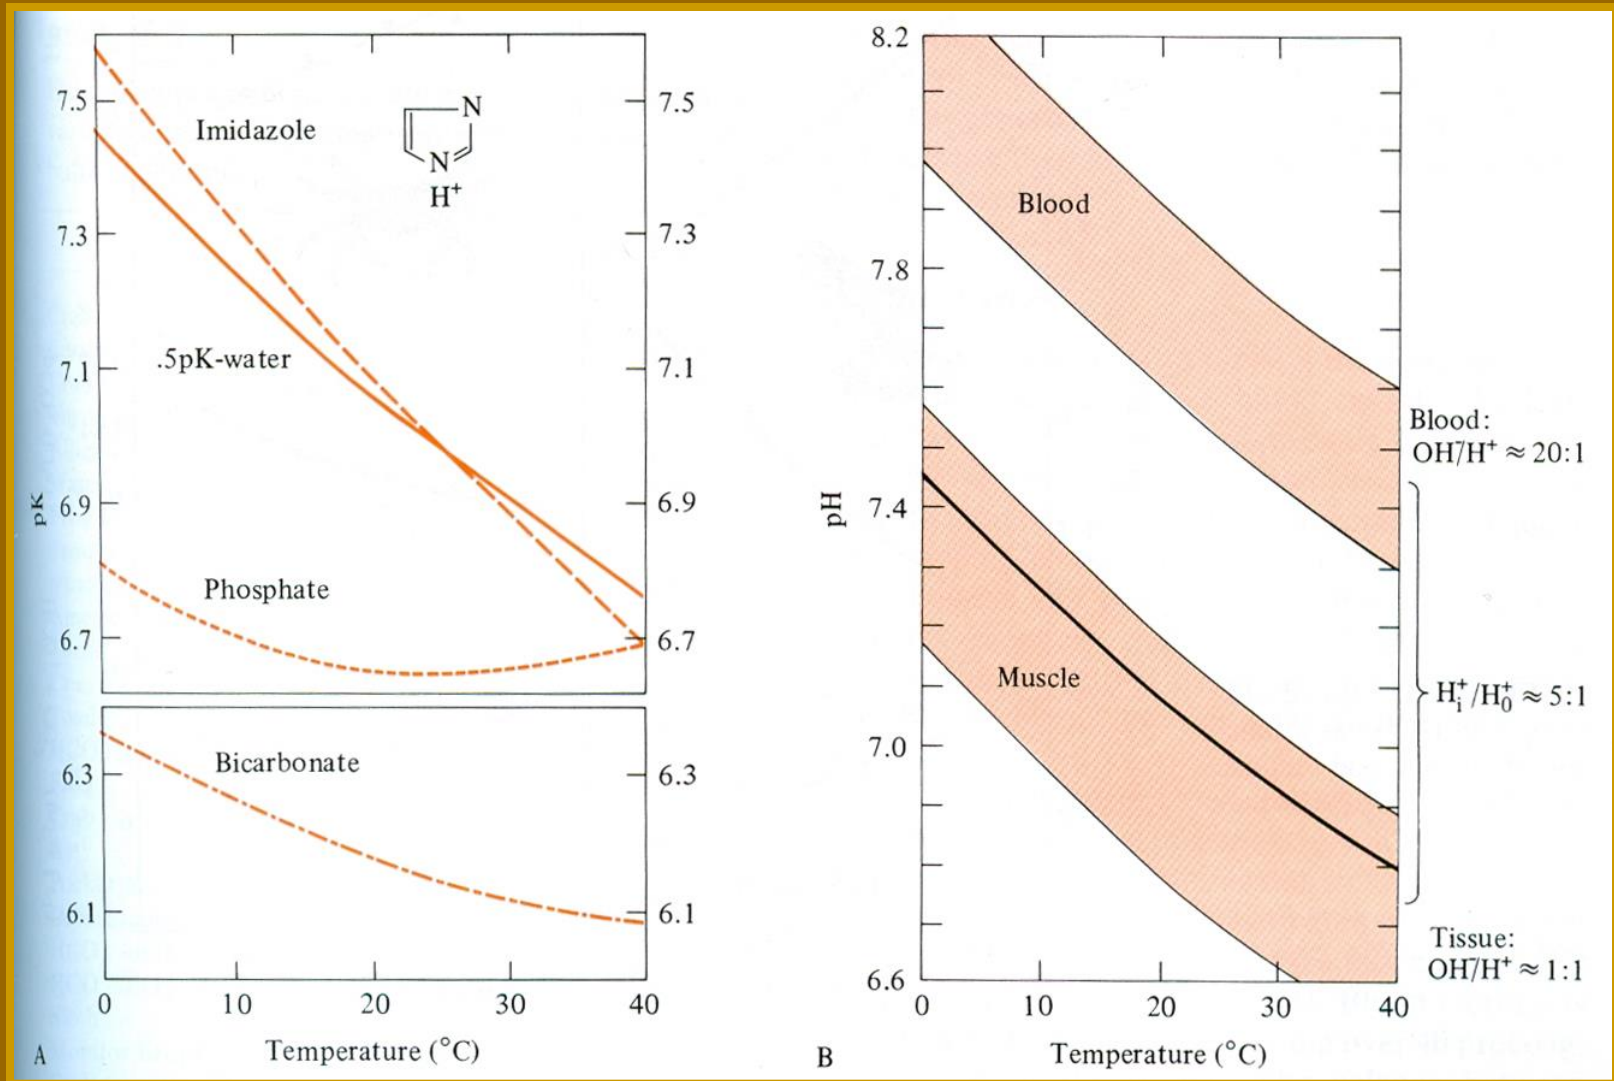 7.5
7.3
7.1
6.9
6.7
6.3
6.1
pK
Imidazole
N
N
H⁺
.5pK-water
Phosphate
Bicarbonate
7.5
7.3
7.1
6.9
6.7
6.3
6.1
0 10 20 30 40
Temperature (°C)
A
8.2
7.8
7.4
7.0
6.6
pH
Blood
Muscle
0 10 20 30 40
Temperature (°C)
B
Blood:
OH⁻/H⁺ ≈ 20:1
H⁺ᵢ/H⁺₀ ≈ 5:1
Tissue:
OH⁻/H⁺ ≈ 1:1